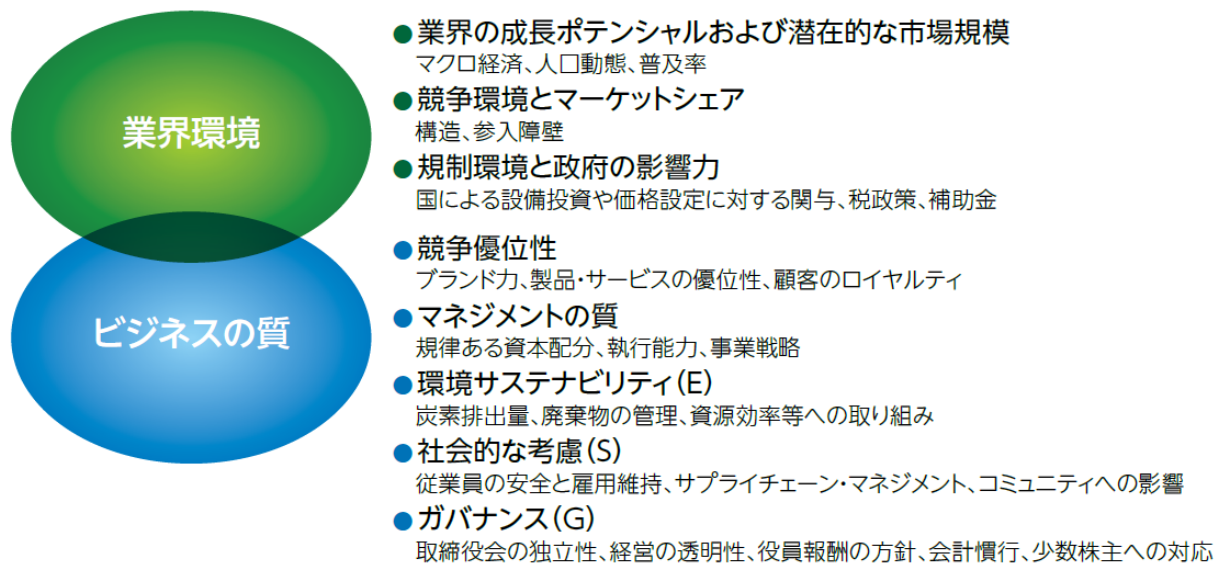 業界環境
●業界の成長ポテンシャルおよび潜在的な市場規模
マクロ経済、人口動態、普及率
●競争環境とマーケットシェア
構造、参入障壁
●規制環境と政府の影響力
国による設備投資や価格設定に対する関与、税政策、補助金
ビジネスの質
●競争優位性
ブランド力、製品・サービスの優位性、顧客のロイヤルティ
●マネジメントの質
規律ある資本配分、執行能力、事業戦略
●環境サステナビリティ(E)
炭素排出量、廃棄物の管理、資源効率等への取り組み
●社会的な考慮(S)
従業員の安全と雇用維持、サプライチェーン・マネジメント、コミュニティへの影響
●ガバナンス(G)
取締役会の独立性、経営の透明性、役員報酬の方針、会計慣行、少数株主への対応